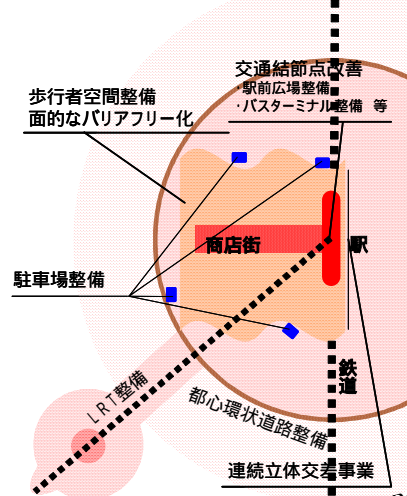 交通結節点改善
・駅前広場整備
・バスターミナル整備 等
歩行者空間整備
面的なバリアフリー化
商店街
駅
駐車場整備
鉄道
LRT整備
都心環状道路整備
連続立体交差事業